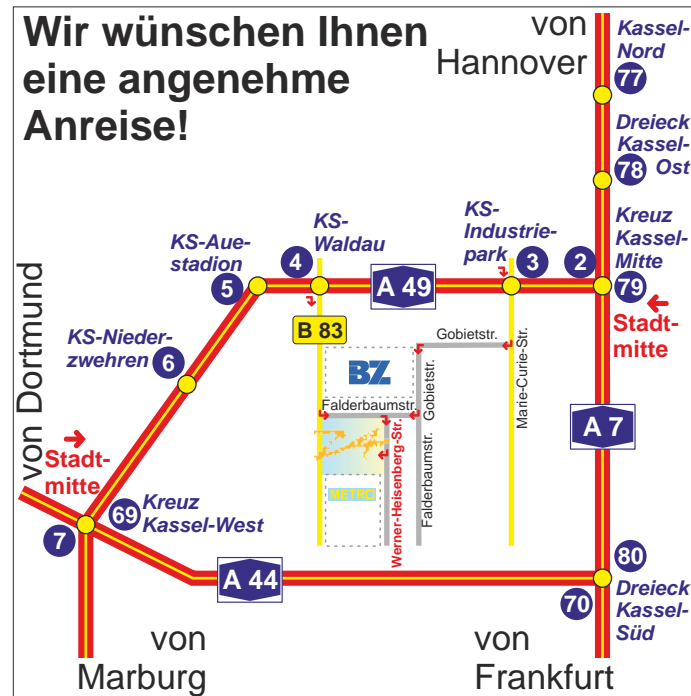 Wir wünschen Ihnen
eine angenehme
Anreise!
von
Hannover
Kassel-
Nord
77
Dreieck
Kassel-
Ost
78
Kreuz
Kassel-
Mitte
2
79
Stadt-
mitte
KS-
Industrie-
park
3
KS-
Waldau
4
KS-Aue-
stadion
5
A 49
B 83
KS-Nieder-
zwehren
6
von Dortmund
Stadt-
mitte
Gobietstr.
Gobietstr.
Marie-Curie-Str.
BZ
Falderbaumstr.
Falderbaumstr.
Werner-Heisenberg-Str.
METRO
A 7
69
Kreuz
Kassel-West
7
A 44
80
70
Dreieck
Kassel-
Süd
von
Marburg
von
Frankfurt